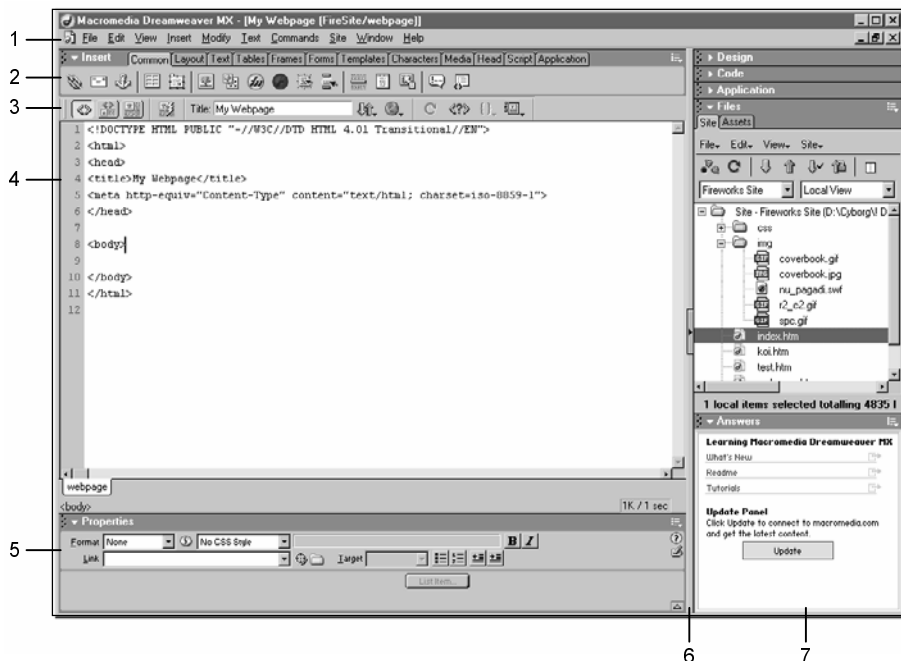 Macromedia Dreamweaver MX - [My Webpage [FireSite/webpage]]
1
File Edit View Insert Modify Text Commands Site Window Help
Insert Common Layout Text Tables Frames Forms Templates Characters Media Head Script Application
2
3
Title: My Webpage
4
1 <!DOCTYPE HTML PUBLIC "-//W3C//DTD HTML 4.01 Transitional//EN">
2 <html>
3 <head>
4 <title>My Webpage</title>
5 <meta http-equiv="Content-Type" content="text/html; charset=iso-8859-1">
6 </head>
7
8 <body>
9
10 </body>
11 </html>
12
webpage
<body>
1K / 1 sec
Properties
5
Format None No CSS Style B I
Link Target
List Item...
Design
Code
Application
Files
Site Assets
File Edit View Site
Fireworks Site Local View
Site - Fireworks Site (D:\Cyborg\! D
css
img
coverbook.gif
coverbook.jpg
nu_pagadi.swf
r2_c2.gif
spc.gif
index.htm
koi.htm
test.htm
1 local items selected totalling 4835 l
Answers
Learning Macromedia Dreamweaver MX
What's New
Readme
Tutorials
Update Panel
Click Update to connect to macromedia.com
and get the latest content.
Update
6
7